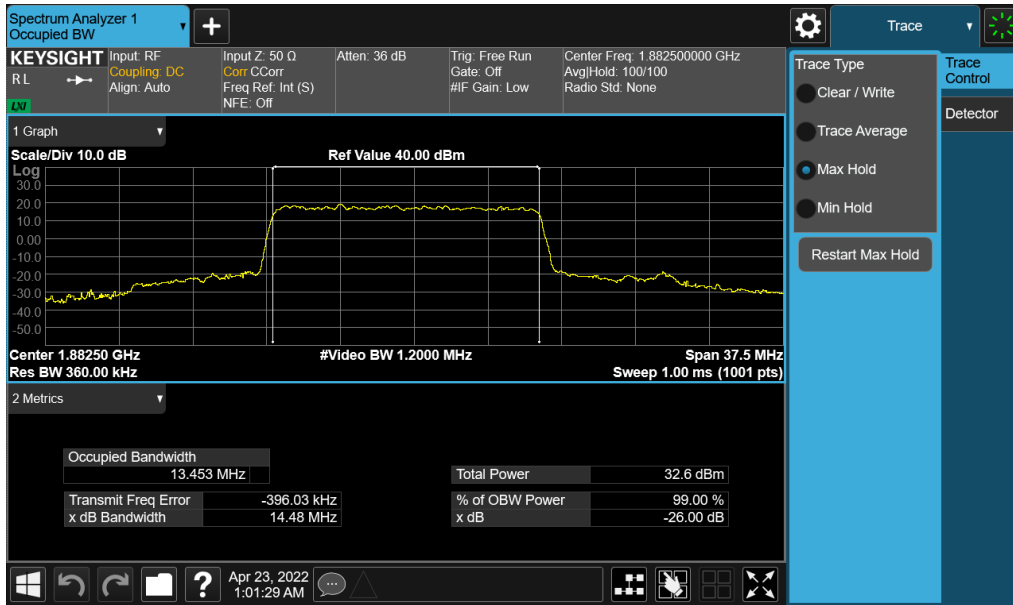 Spectrum Analyzer 1
Occupied BW
+
Trace
KEYSIGHT
R L
LXI
Input: RF
Coupling: DC
Align: Auto
Input Z: 50 Ω
Corr CCorr
Freq Ref: Int (S)
NFE: Off
Atten: 36 dB
Trig: Free Run
Gate: Off
#IF Gain: Low
Center Freq: 1.882500000 GHz
Avg|Hold: 100/100
Radio Std: None
Trace Type
Clear / Write
Trace Average
Max Hold
Min Hold
Restart Max Hold
Trace
Control
Detector
1 Graph
Scale/Div 10.0 dB
Ref Value 40.00 dBm
Log
30.0
20.0
10.0
0.00
-10.0
-20.0
-30.0
-40.0
-50.0
Center 1.88250 GHz
#Video BW 1.2000 MHz
Span 37.5 MHz
Res BW 360.00 kHz
Sweep 1.00 ms (1001 pts)
2 Metrics
Occupied Bandwidth
13.453 MHz
Total Power 32.6 dBm
Transmit Freq Error -396.03 kHz
% of OBW Power 99.00 %
x dB Bandwidth 14.48 MHz
x dB -26.00 dB
?
Apr 23, 2022
1:01:29 AM